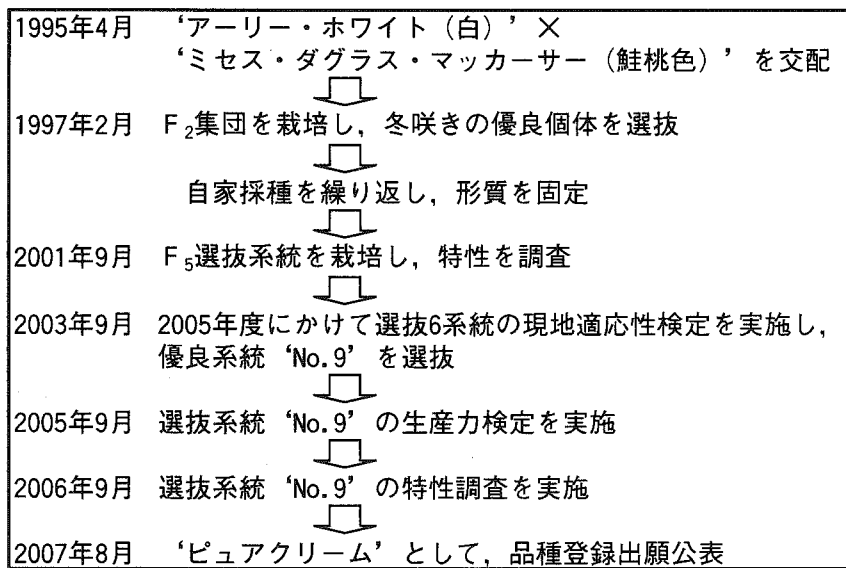 1995年4月 ‘アーリー・ホワイト（白）’×
‘ミセス・ダグラス・マッカーサー（鮭桃色）’を交配
1997年2月 F₂集団を栽培し，冬咲きの優良個体を選抜
自家採種を繰り返し，形質を固定
2001年9月 F₅選抜系統を栽培し，特性を調査
2003年9月 2005年度にかけて選抜6系統の現地適応性検定を実施し，
優良系統‘No.9’を選抜
2005年9月 選抜系統‘No.9’の生産力検定を実施
2006年9月 選抜系統‘No.9’の特性調査を実施
2007年8月 ‘ピュアクリーム’として，品種登録出願公表